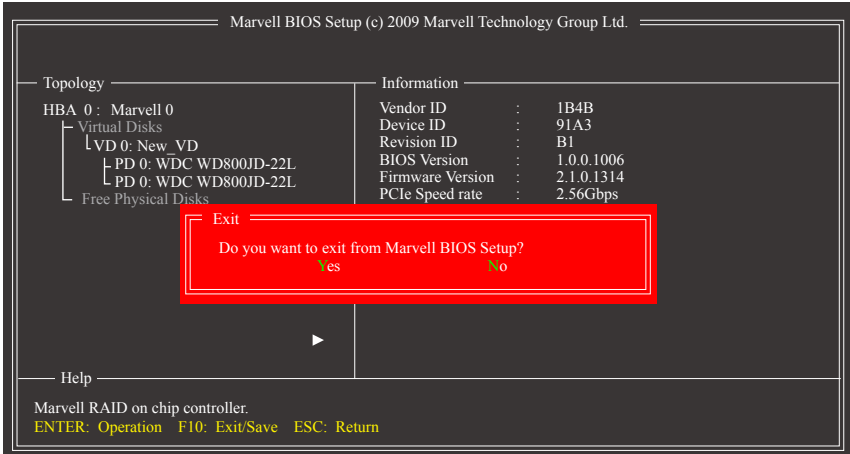 Marvell BIOS Setup (c) 2009 Marvell Technology Group Ltd.
Topology
HBA 0 : Marvell 0
Virtual Disks
VD 0: New_VD
PD 0: WDC WD800JD-22L
PD 0: WDC WD800JD-22L
Free Physical Disks
Information
Vendor ID : 1B4B
Device ID : 91A3
Revision ID : B1
BIOS Version : 1.0.0.1006
Firmware Version : 2.1.0.1314
PCIe Speed rate : 2.56Gbps
Exit
Do you want to exit from Marvell BIOS Setup?
Yes No
Help
Marvell RAID on chip controller.
ENTER: Operation F10: Exit/Save ESC: Return